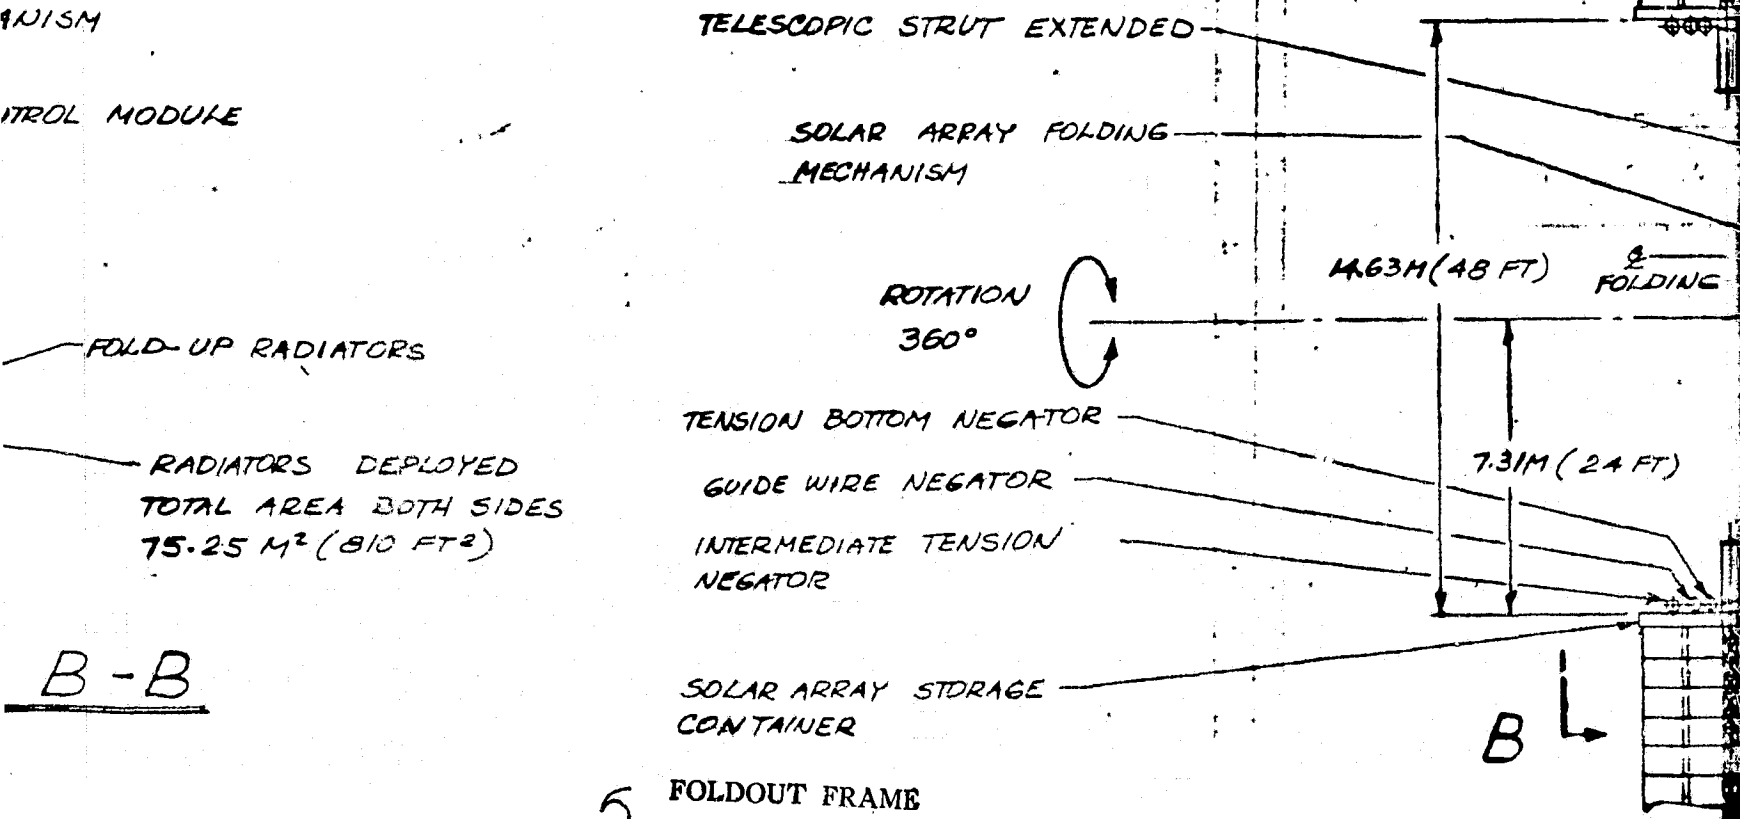 MODULE
FOLD-UP RADIATORS
RADIATORS DEPLOYED
TOTAL AREA BOTH SIDES
75.25 M² (810 FT²)
B-B
TELESCOPIC STRUT EXTENDED
SOLAR ARRAY FOLDING
MECHANISM
ROTATION
360°
14.63M (48 FT)
℄
FOLDING
TENSION BOTTOM NEGATOR
7.31M (24 FT)
GUIDE WIRE NEGATOR
INTERMEDIATE TENSION
NEGATOR
SOLAR ARRAY STORAGE
CONTAINER
B
FOLDOUT FRAME